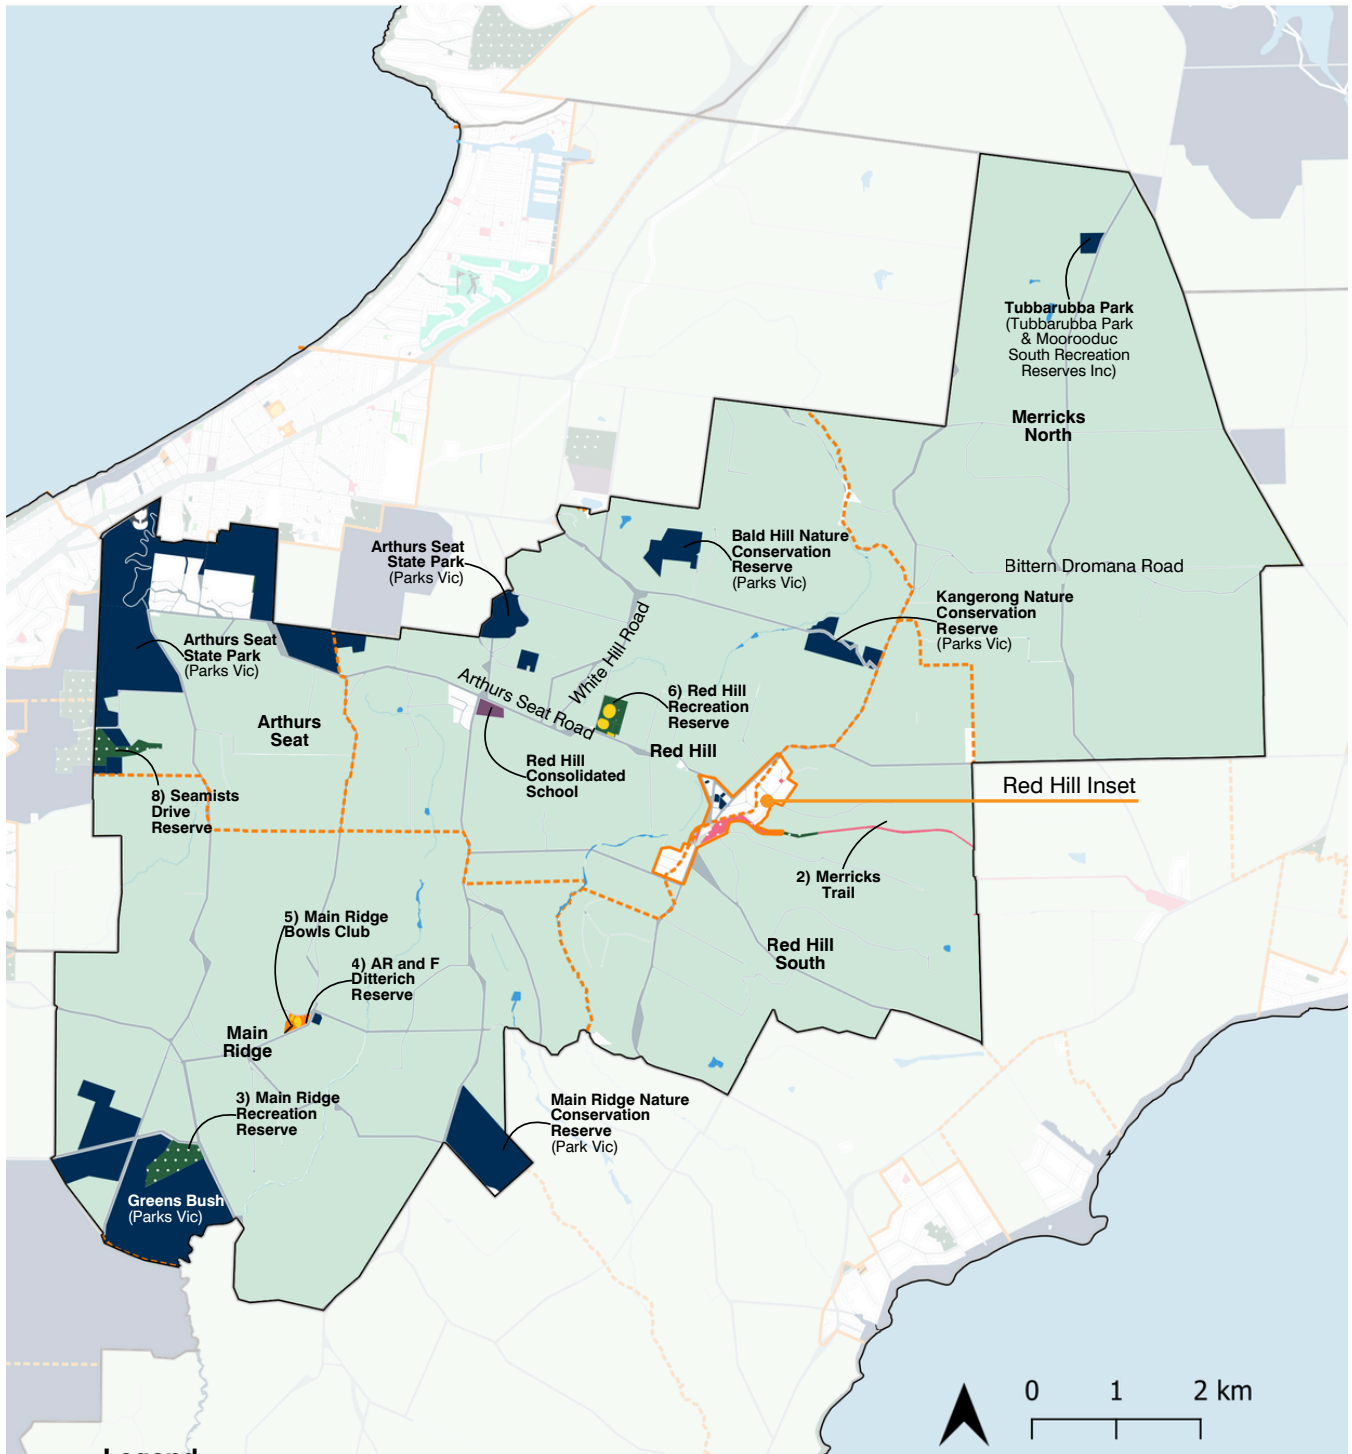 Tubbarubba Park
(Tubbarubba Park
& Moorooduc
South Recreation
Reserves Inc)
Merricks
North
Bald Hill Nature
Conservation
Reserve
(Parks Vic)
Arthurs Seat
State Park
(Parks Vic)
Bittern Dromana Road
Kangerong Nature
Conservation
Reserve
(Parks Vic)
White Hill Road
Arthurs Seat
State Park
(Parks Vic)
Arthurs Seat Road
6) Red Hill
Recreation
Reserve
Arthurs
Seat
Red Hill
Red Hill
Consolidated
School
Red Hill Inset
8) Seamists
Drive
Reserve
2) Merricks
Trail
5) Main Ridge
Bowls Club
4) AR and F
Ditterich
Reserve
Red Hill
South
Main
Ridge
3) Main Ridge
Recreation
Reserve
Main Ridge Nature
Conservation
Reserve
(Park Vic)
Greens Bush
(Parks Vic)
0 1 2 km
Legend